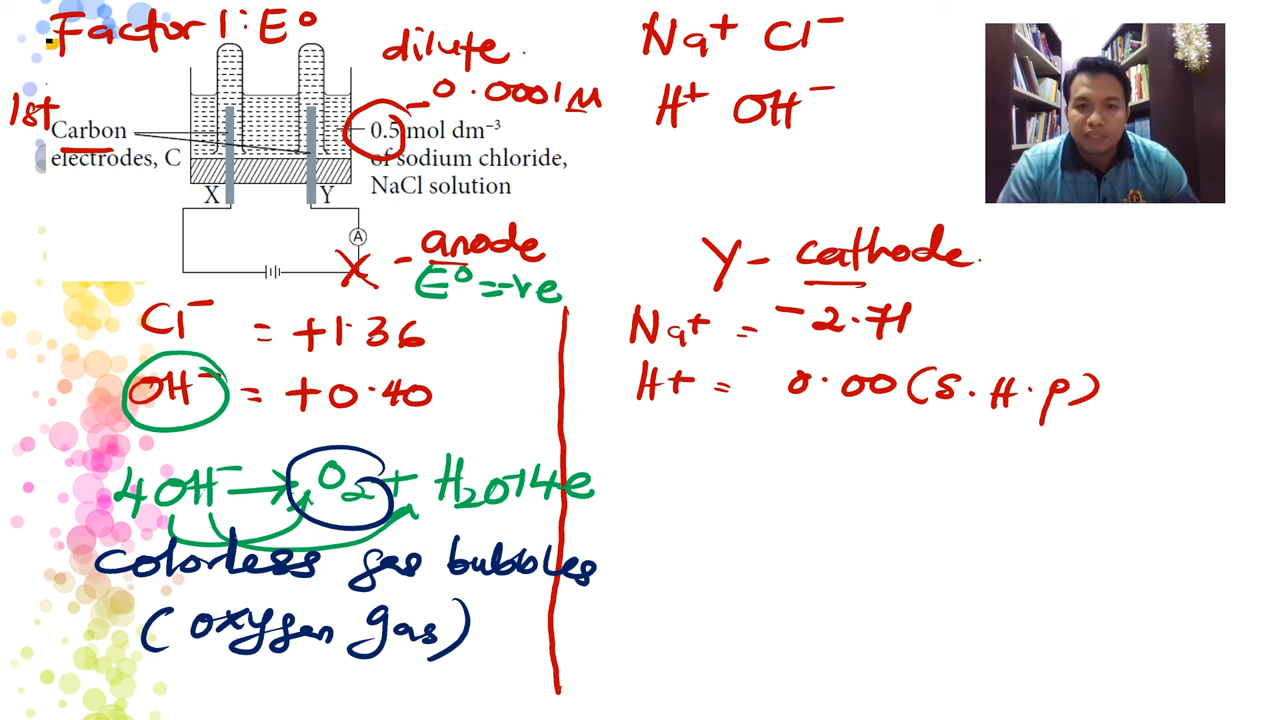 Factor 1: E°
dilute.
0.0001 M
1st
Carbon
electrodes, C
0.5 mol dm⁻³
of sodium chloride,
NaCl solution
X
Y
A
Na⁺ Cl⁻
H⁺ OH⁻
X - anode
E° = -ve
Cl⁻ = +1.36
OH⁻ = +0.40
4OH⁻ → O₂ + H₂O + 4e
colorless gas bubbles
(oxygen gas)
Y - cathode.
Na⁺ = -2.71
H+ = 0.00 (S.H.P)